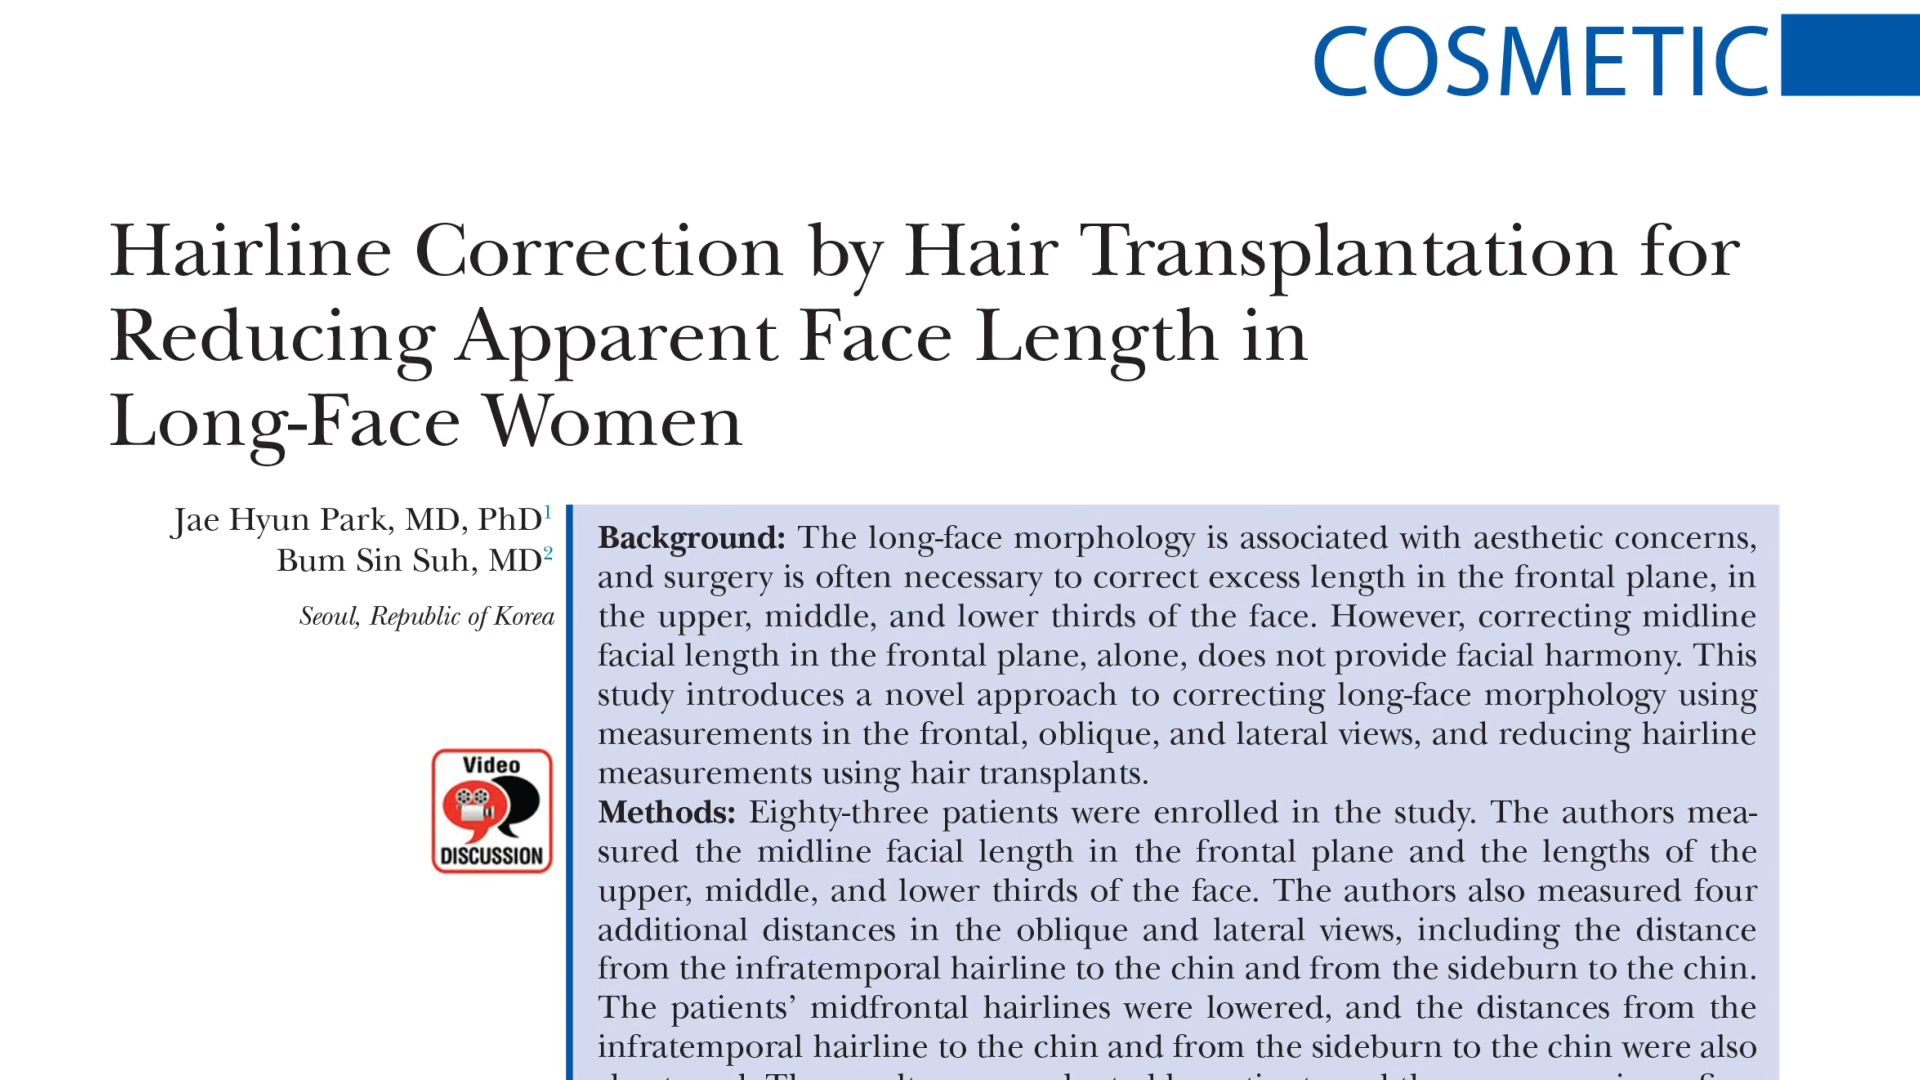 COSMETIC
Hairline Correction by Hair Transplantation for
Reducing Apparent Face Length in
Long-Face Women
Jae Hyun Park, MD, PhD1
Bum Sin Suh, MD2
Seoul, Republic of Korea
Video
DISCUSSION
Background: The long-face morphology is associated with aesthetic concerns,
and surgery is often necessary to correct excess length in the frontal plane, in
the upper, middle, and lower thirds of the face. However, correcting midline
facial length in the frontal plane, alone, does not provide facial harmony. This
study introduces a novel approach to correcting long-face morphology using
measurements in the frontal, oblique, and lateral views, and reducing hairline
measurements using hair transplants.
Methods: Eighty-three patients were enrolled in the study. The authors mea-
sured the midline facial length in the frontal plane and the lengths of the
upper, middle, and lower thirds of the face. The authors also measured four
additional distances in the oblique and lateral views, including the distance
from the infratemporal hairline to the chin and from the sideburn to the chin.
The patients’ midfrontal hairlines were lowered, and the distances from the
infratemporal hairline to the chin and from the sideburn to the chin were also